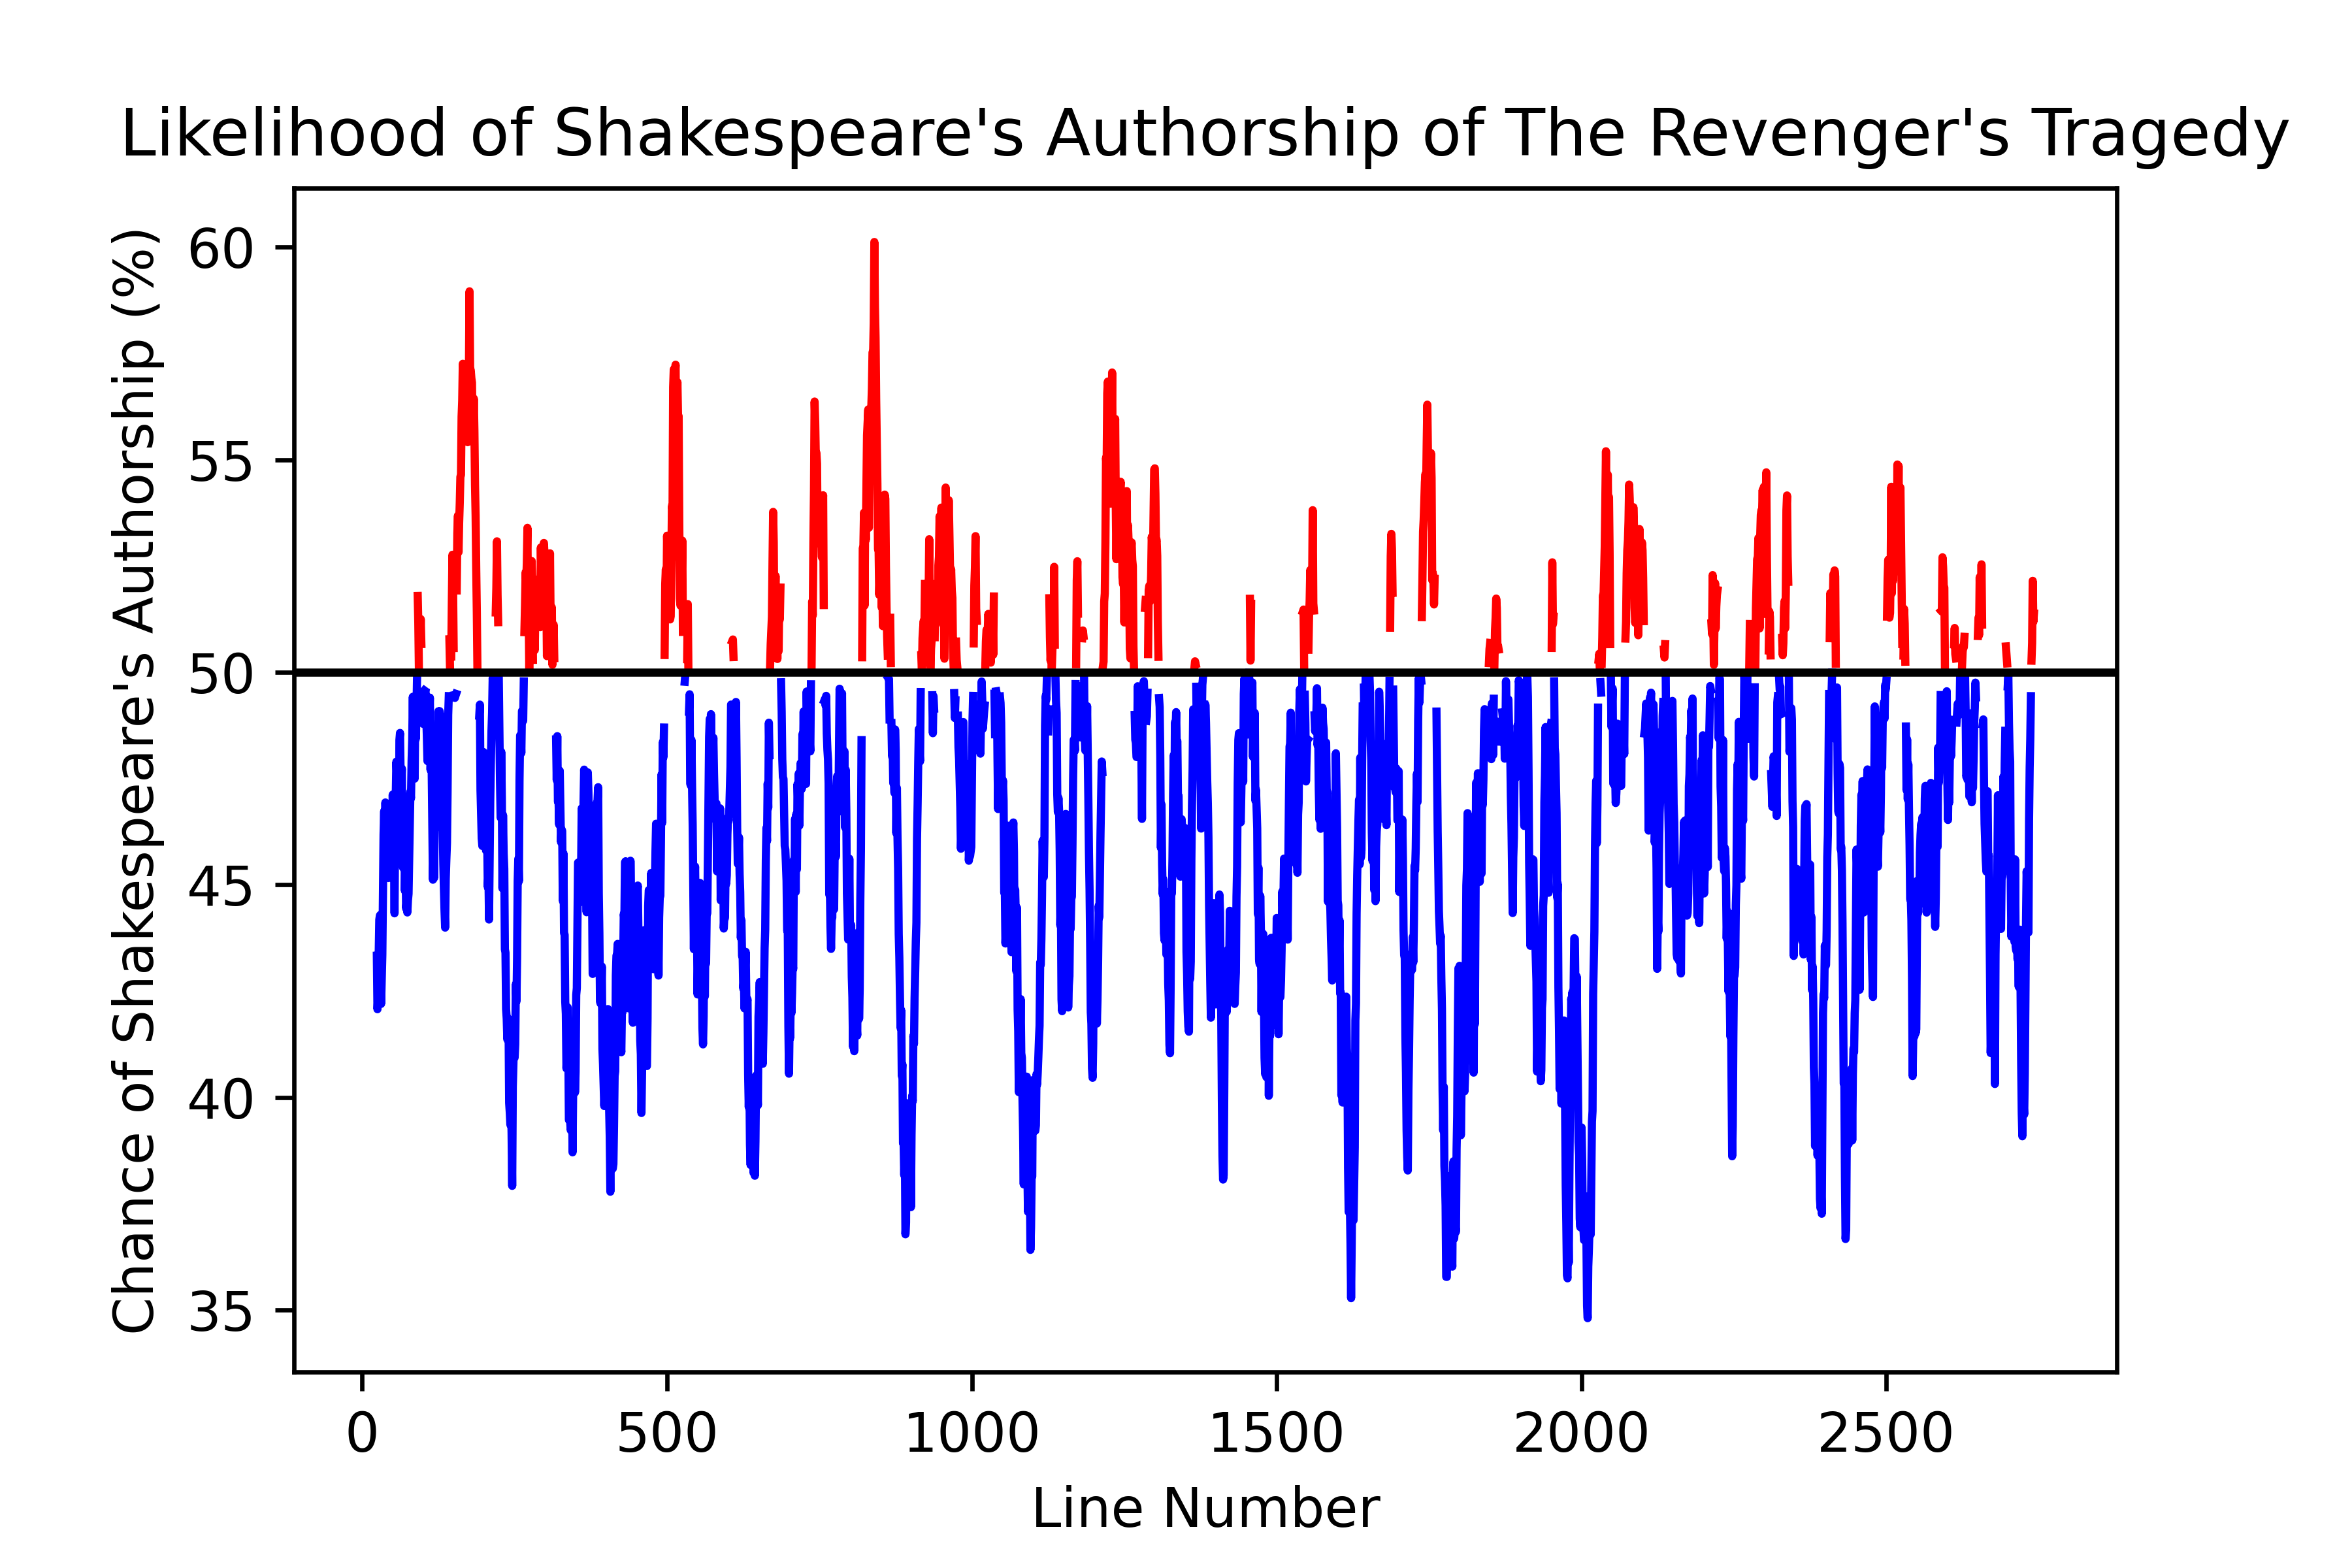 Likelihood of Shakespeare's Authorship of The Revenger's Tragedy
Chance of Shakespeare's Authorship (%)
60
55
50
45
40
35
0 500 1000 1500 2000 2500
Line Number